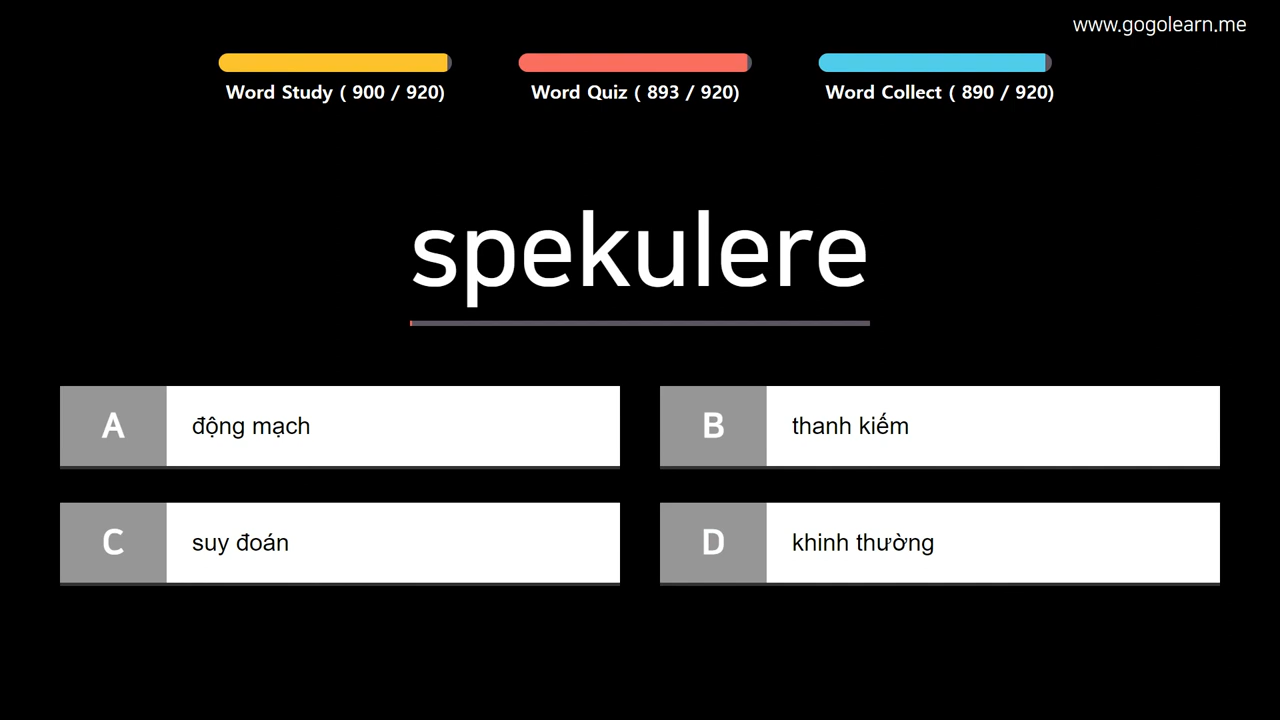 www.gogolearn.me
Word Study ( 900 / 920)
Word Quiz ( 893 / 920)
Word Collect ( 890 / 920)
spekulere
A động mạch
B thanh kiếm
C suy đoán
D khinh thường